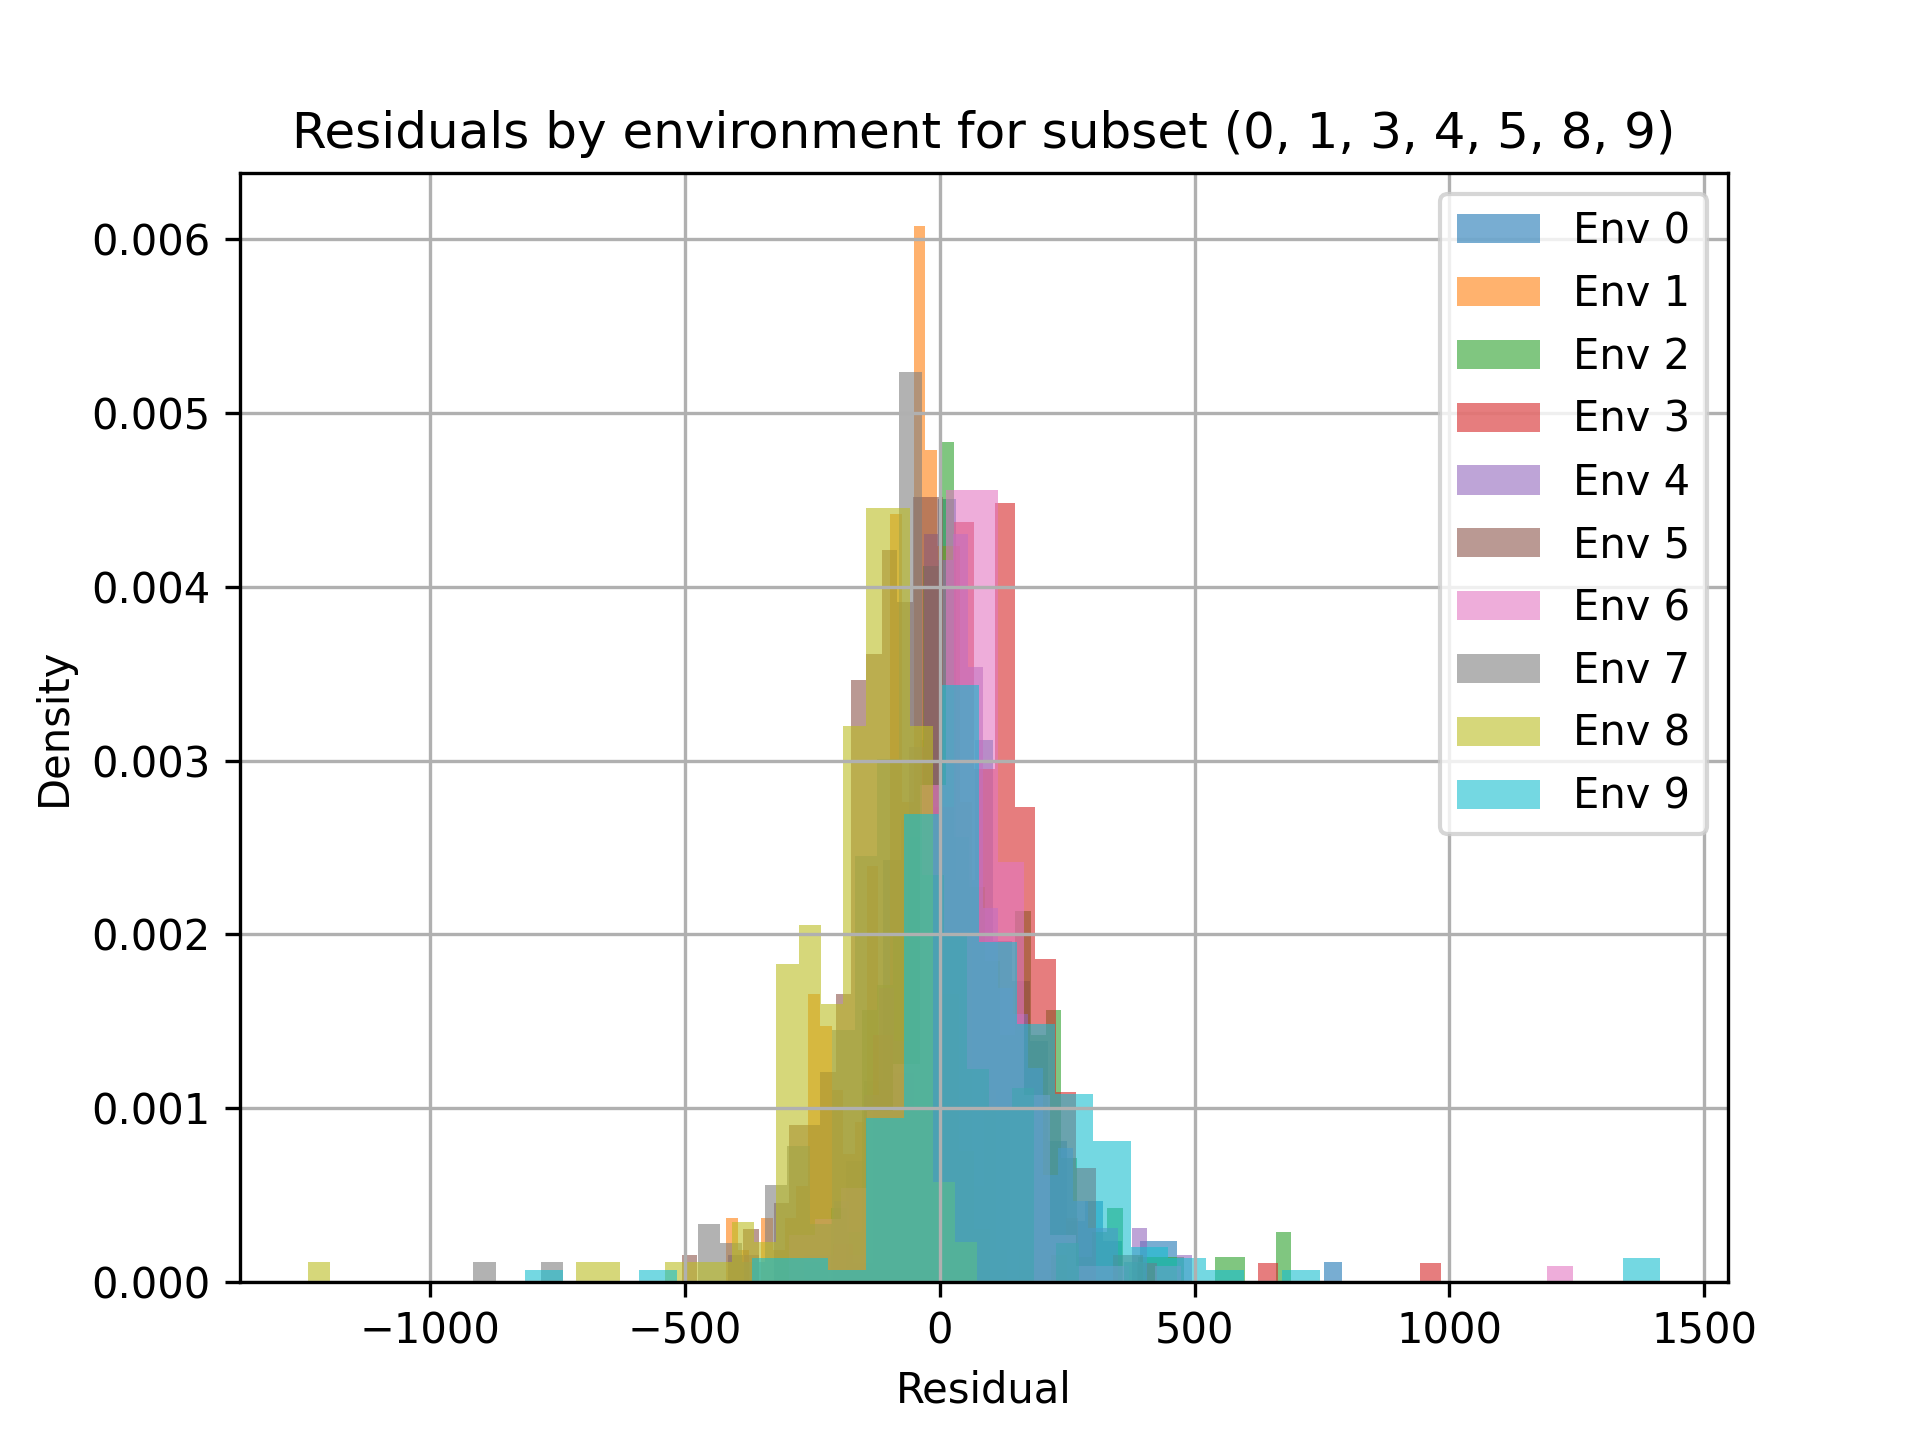 Residuals by environment for subset (0, 1, 3, 4, 5, 8, 9)
Env 0
Env 1
Env 2
Env 3
Env 4
Env 5
Env 6
Env 7
Env 8
Env 9
0.006
0.005
0.004
0.003
0.002
0.001
0.000
Density
−1000
−500
0
500
1000
1500
Residual